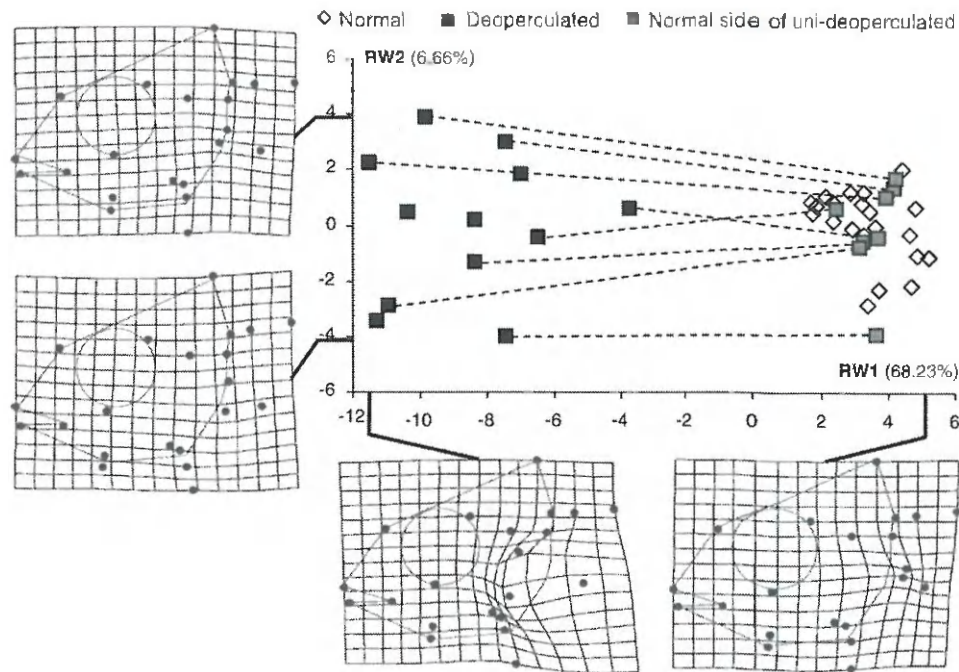 Normal Deoperculated Normal side of uni-deoperculated
RW2 (6.66%)
6
4
2
0
-2
-4
-6
RW1 (68.23%)
-12 -10 -8 -6 -4 -2 0 2 4 6